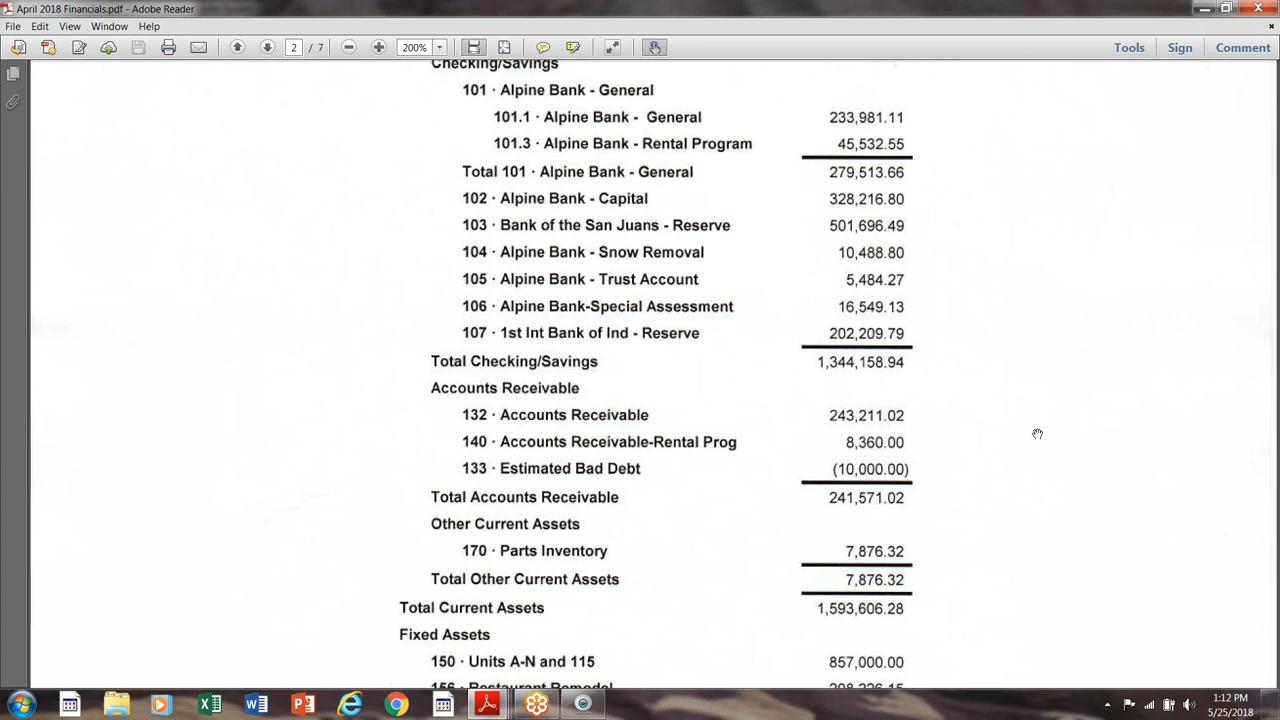 April 2018 Financials.pdf - Adobe Reader
File Edit View Window Help
2 / 7 200% Tools Sign Comment
Checking/Savings
101 · Alpine Bank - General
101.1 · Alpine Bank - General 233,981.11
101.3 · Alpine Bank - Rental Program 45,532.55
Total 101 · Alpine Bank - General 279,513.66
102 · Alpine Bank - Capital 328,216.80
103 · Bank of the San Juans - Reserve 501,696.49
104 · Alpine Bank - Snow Removal 10,488.80
105 · Alpine Bank - Trust Account 5,484.27
106 · Alpine Bank-Special Assessment 16,549.13
107 · 1st Int Bank of Ind - Reserve 202,209.79
Total Checking/Savings 1,344,158.94
Accounts Receivable
132 · Accounts Receivable 243,211.02
140 · Accounts Receivable-Rental Prog 8,360.00
133 · Estimated Bad Debt (10,000.00)
Total Accounts Receivable 241,571.02
Other Current Assets
170 · Parts Inventory 7,876.32
Total Other Current Assets 7,876.32
Total Current Assets 1,593,606.28
Fixed Assets
150 · Units A-N and 115 857,000.00
156 · Restaurant Remodel
1:12 PM
5/25/2018